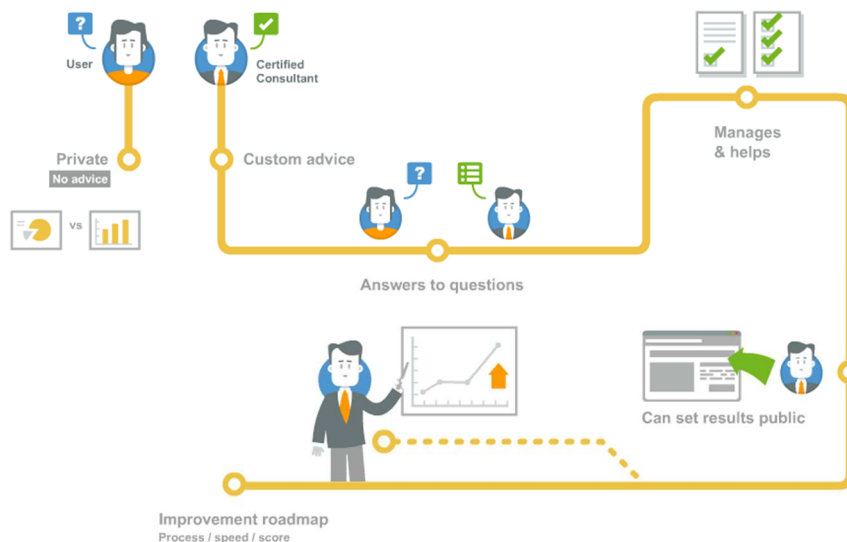 ?
User
Certified
Consultant
Private
No advice
vs
Custom advice
?
Answers to questions
Manages
& helps
Can set results public
Improvement roadmap
Process / speed / score